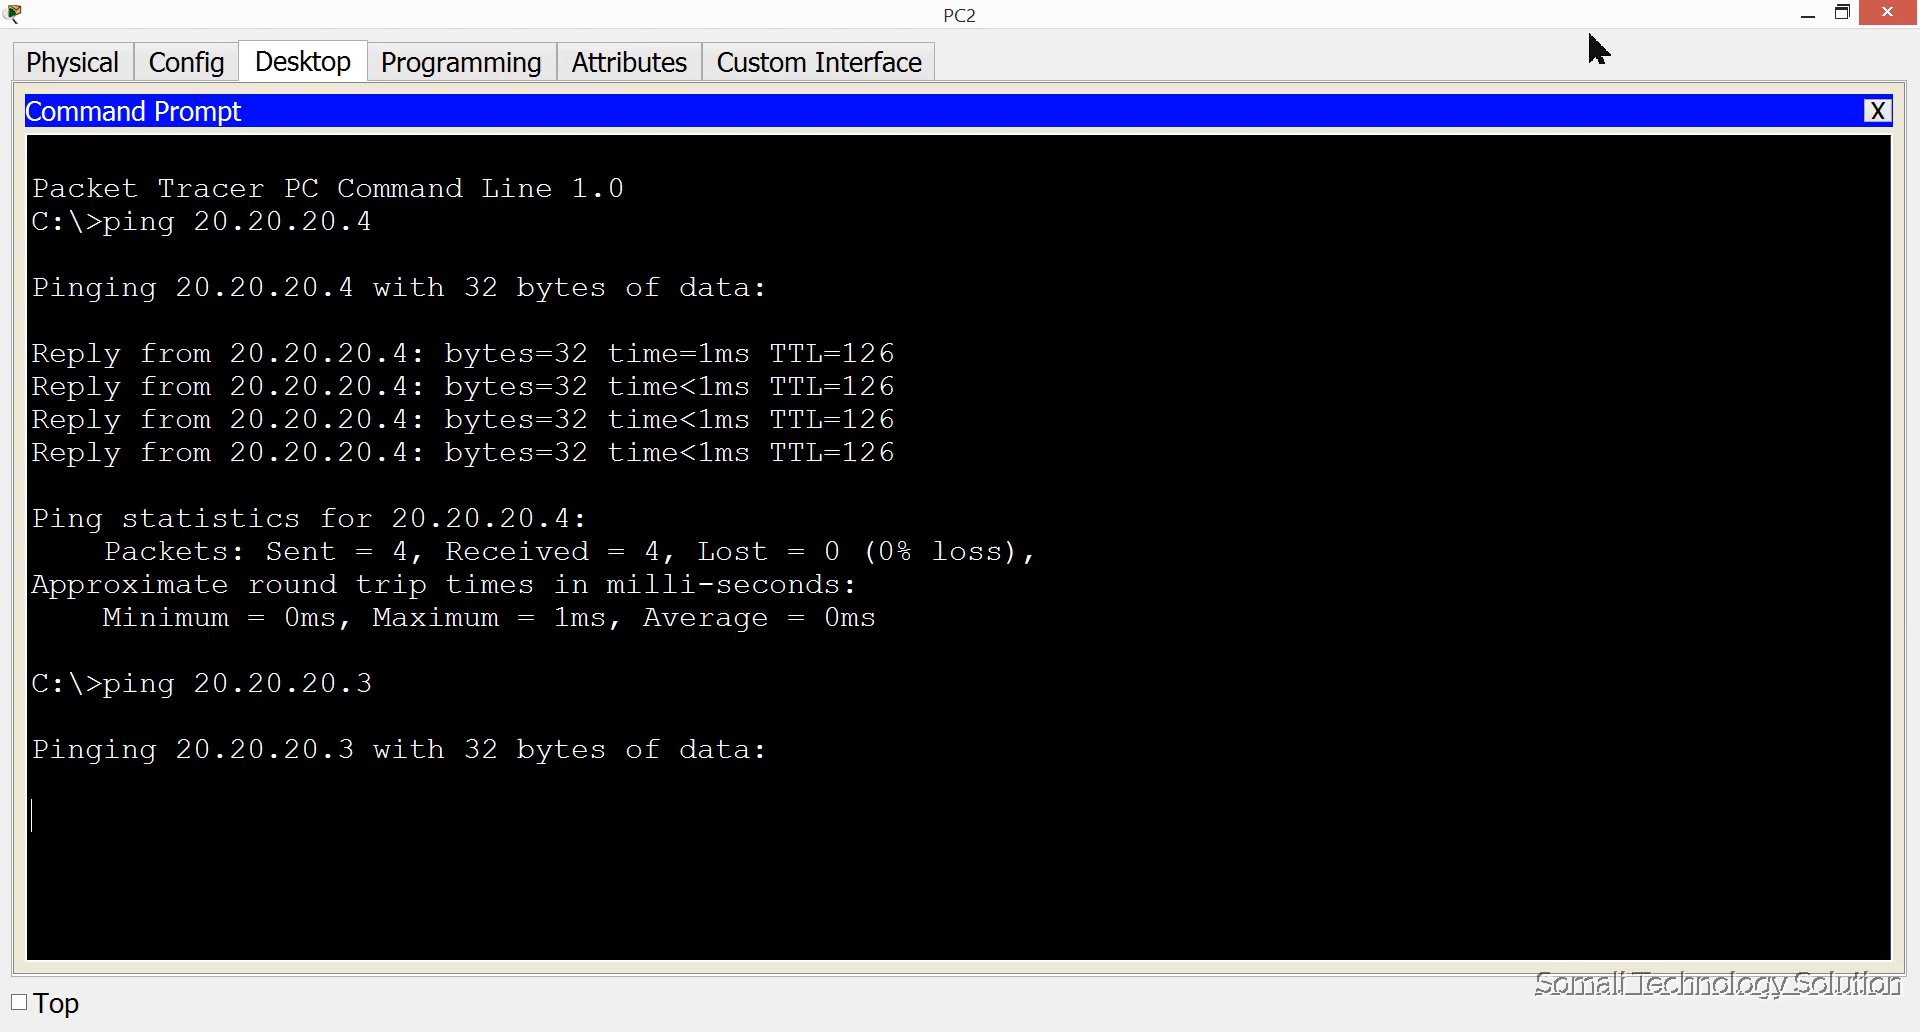 PC2
Physical Config Desktop Programming Attributes Custom Interface
Command Prompt X
Packet Tracer PC Command Line 1.0
C:\>ping 20.20.20.4
Pinging 20.20.20.4 with 32 bytes of data:
Reply from 20.20.20.4: bytes=32 time=1ms TTL=126
Reply from 20.20.20.4: bytes=32 time<1ms TTL=126
Reply from 20.20.20.4: bytes=32 time<1ms TTL=126
Reply from 20.20.20.4: bytes=32 time<1ms TTL=126
Ping statistics for 20.20.20.4:
    Packets: Sent = 4, Received = 4, Lost = 0 (0% loss),
Approximate round trip times in milli-seconds:
    Minimum = 0ms, Maximum = 1ms, Average = 0ms
C:\>ping 20.20.20.3
Pinging 20.20.20.3 with 32 bytes of data:
Somali Technology Solution
Top